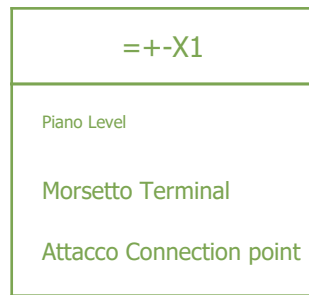 =+-X1
Piano Level
Morsetto Terminal
Attacco Connection point